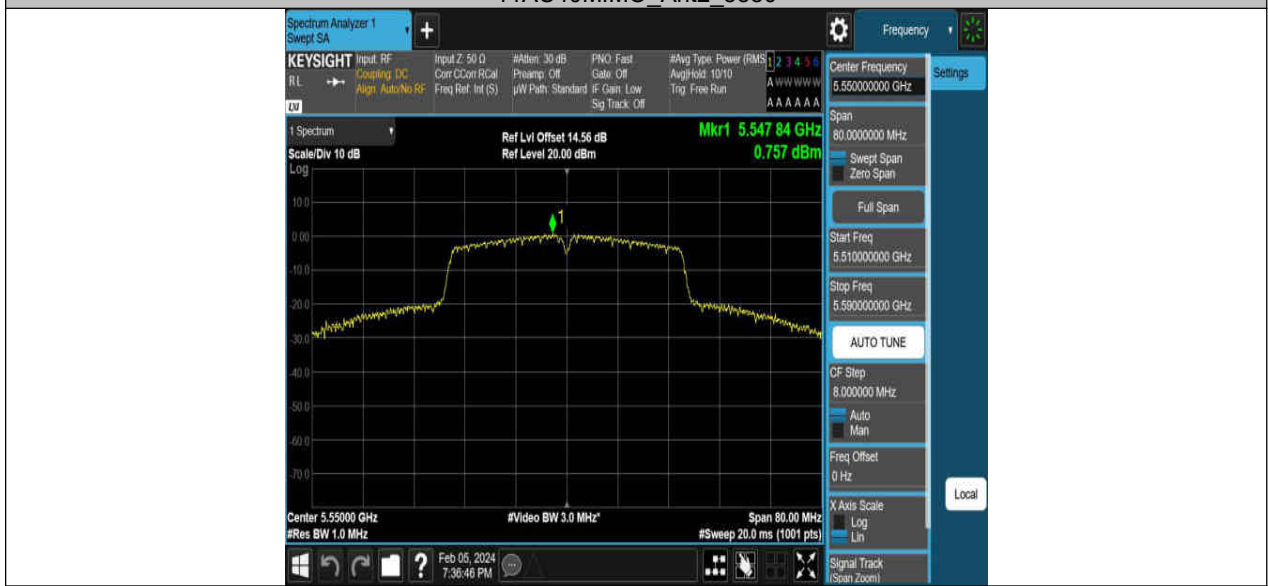 Spectrum Analyzer 1
Swept SA
+
Frequency
KEYSIGHT
RL
LXI
Input: RF
Coupling: DC
Align: Auto/No RF
Input Z: 50 Ω
Corr CCorr RCal
Freq Ref: Int (S)
#Atten: 30 dB
Preamp: Off
µW Path: Standard
PNO: Fast
Gate: Off
IF Gain: Low
Sig Track: Off
#Avg Type: Power (RMS
Avg|Hold: 10/10
Trig: Free Run
1 2 3 4 5 6
A W W W W W
A A A A A A
1 Spectrum
Scale/Div 10 dB
Log
Ref Lvl Offset 14.56 dB
Ref Level 20.00 dBm
Mkr1 5.547 84 GHz
0.757 dBm
10.0
0.00
-10.0
-20.0
-30.0
-40.0
-50.0
-60.0
-70.0
1
Center 5.55000 GHz
#Res BW 1.0 MHz
#Video BW 3.0 MHz*
Span 80.00 MHz
#Sweep 20.0 ms (1001 pts)
Center Frequency
5.550000000 GHz
Settings
Span
80.0000000 MHz
Swept Span
Zero Span
Full Span
Start Freq
5.510000000 GHz
Stop Freq
5.590000000 GHz
AUTO TUNE
CF Step
8.000000 MHz
Auto
Man
Freq Offset
0 Hz
X Axis Scale
Log
Lin
Local
Signal Track
(Span Zoom)
?
Feb 05, 2024
7:36:46 PM